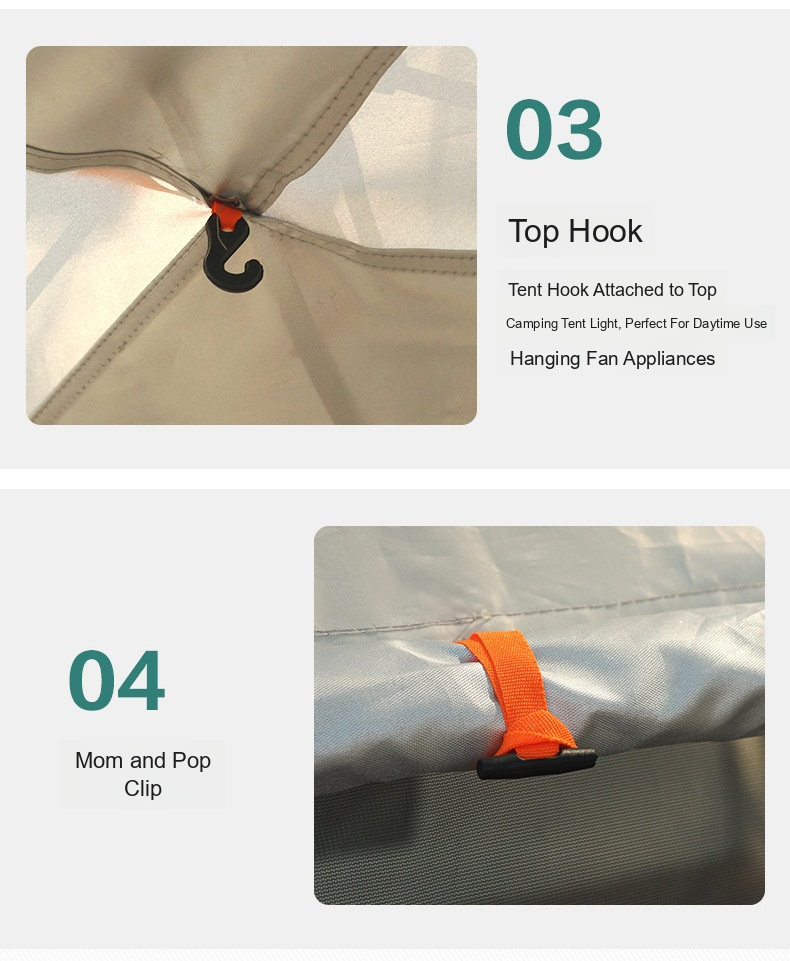 03
Top Hook
Tent Hook Attached to Top
Camping Tent Light, Perfect For Daytime Use
Hanging Fan Appliances
04
Mom and Pop
Clip